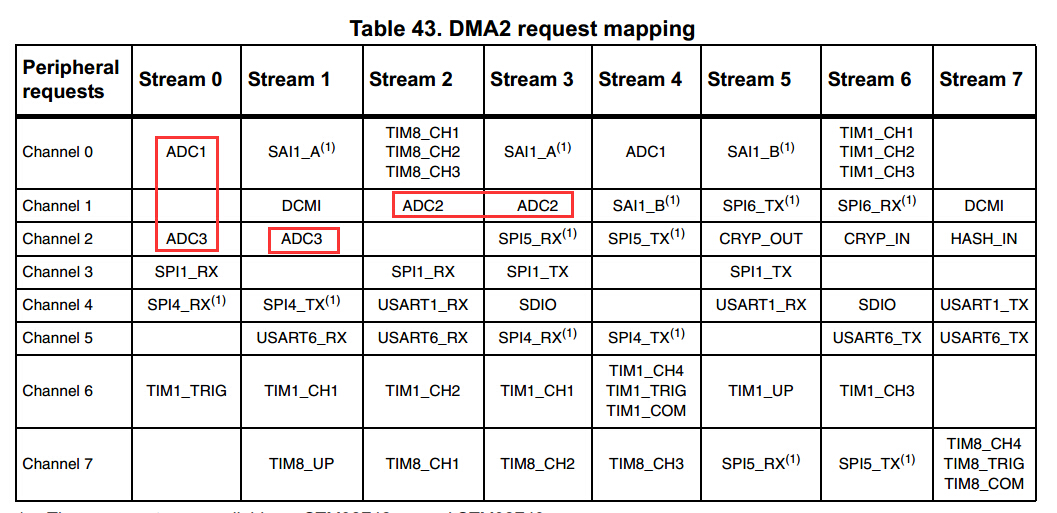 Table 43. DMA2 request mapping
Peripheral requests Stream 0 Stream 1 Stream 2 Stream 3 Stream 4 Stream 5 Stream 6 Stream 7
Channel 0 ADC1 SAI1_A(1) TIM8_CH1 TIM8_CH2 TIM8_CH3 SAI1_A(1) ADC1 SAI1_B(1) TIM1_CH1 TIM1_CH2 TIM1_CH3
Channel 1 DCMI ADC2 ADC2 SAI1_B(1) SPI6_TX(1) SPI6_RX(1) DCMI
Channel 2 ADC3 ADC3 SPI5_RX(1) SPI5_TX(1) CRYP_OUT CRYP_IN HASH_IN
Channel 3 SPI1_RX SPI1_RX SPI1_TX SPI1_TX
Channel 4 SPI4_RX(1) SPI4_TX(1) USART1_RX SDIO USART1_RX SDIO USART1_TX
Channel 5 USART6_RX USART6_RX SPI4_RX(1) SPI4_TX(1) USART6_TX USART6_TX
Channel 6 TIM1_TRIG TIM1_CH1 TIM1_CH2 TIM1_CH1 TIM1_CH4 TIM1_TRIG TIM1_COM TIM1_UP TIM1_CH3
Channel 7 TIM8_UP TIM8_CH1 TIM8_CH2 TIM8_CH3 SPI5_RX(1) SPI5_TX(1) TIM8_CH4 TIM8_TRIG TIM8_COM